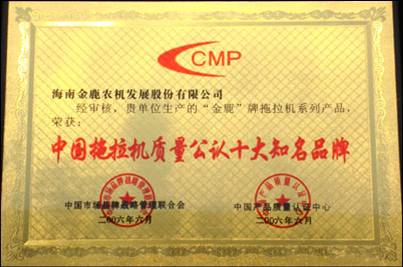 CMP
海南金鹿农机发展股份有限公司
经审核，贵单位生产的“金鹿”牌拖拉机系列产品，
荣获：
中国拖拉机质量公认十大知名品牌
中国市场品牌战略管理联合会 中国产品质量认证中心
二00六年六月 二00六年六月